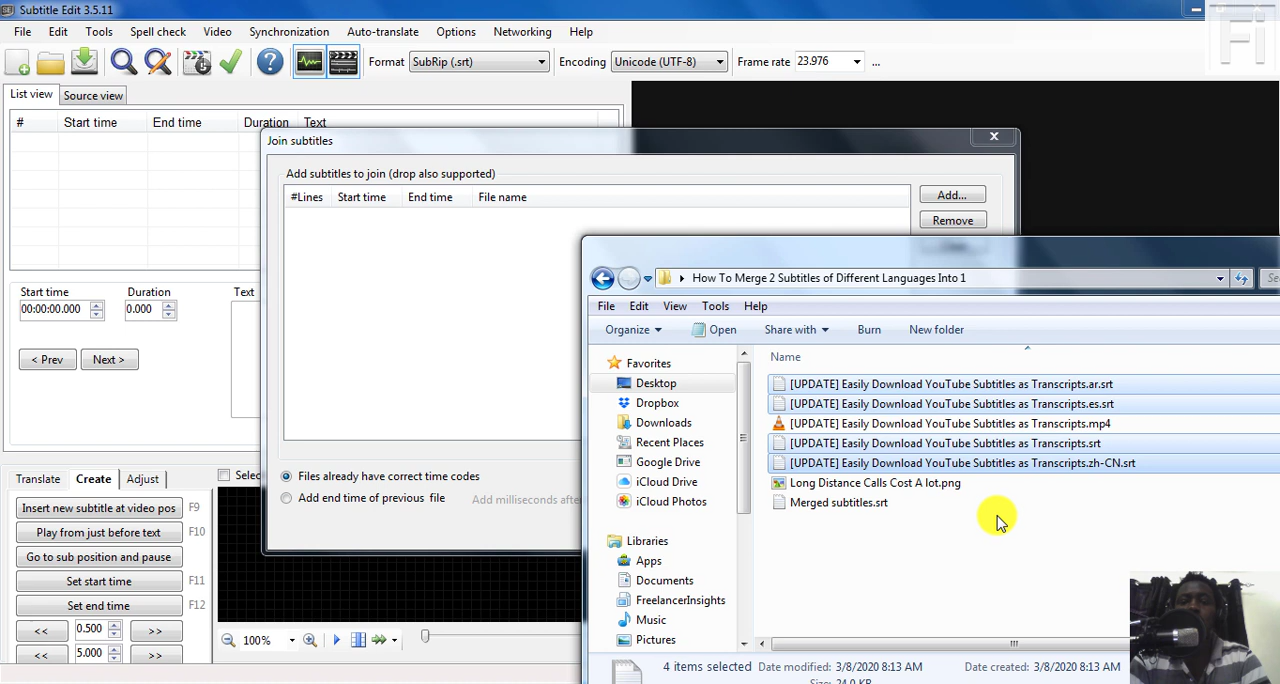 Subtitle Edit 3.5.11
File Edit Tools Spell check Video Synchronization Auto-translate Options Networking Help
Format SubRip (.srt) Encoding Unicode (UTF-8) Frame rate 23.976 ...
List view Source view
# Start time End time Duration Text
Join subtitles
Add subtitles to join (drop also supported)
#Lines Start time End time File name
Add...
Remove
Start time Duration Text
00:00:00.000 0.000
< Prev Next >
Files already have correct time codes
Add end time of previous file Add milliseconds after
Translate Create Adjust Selec
Insert new subtitle at video pos F9
Play from just before text F10
Go to sub position and pause
Set start time F11
Set end time F12
<< 0.500 >>
<< 5.000 >>
100%
How To Merge 2 Subtitles of Different Languages Into 1 Se
File Edit View Tools Help
Organize Open Share with Burn New folder
Name
Favorites
Desktop
Dropbox
Downloads
Recent Places
Google Drive
iCloud Drive
iCloud Photos
Libraries
Apps
Documents
FreelancerInsights
Music
Pictures
[UPDATE] Easily Download YouTube Subtitles as Transcripts.ar.srt
[UPDATE] Easily Download YouTube Subtitles as Transcripts.es.srt
[UPDATE] Easily Download YouTube Subtitles as Transcripts.mp4
[UPDATE] Easily Download YouTube Subtitles as Transcripts.srt
[UPDATE] Easily Download YouTube Subtitles as Transcripts.zh-CN.srt
Long Distance Calls Cost A lot.png
Merged subtitles.srt
4 items selected Date modified: 3/8/2020 8:13 AM Date created: 3/8/2020 8:13 AM
Size: 24.0 KB
Fi